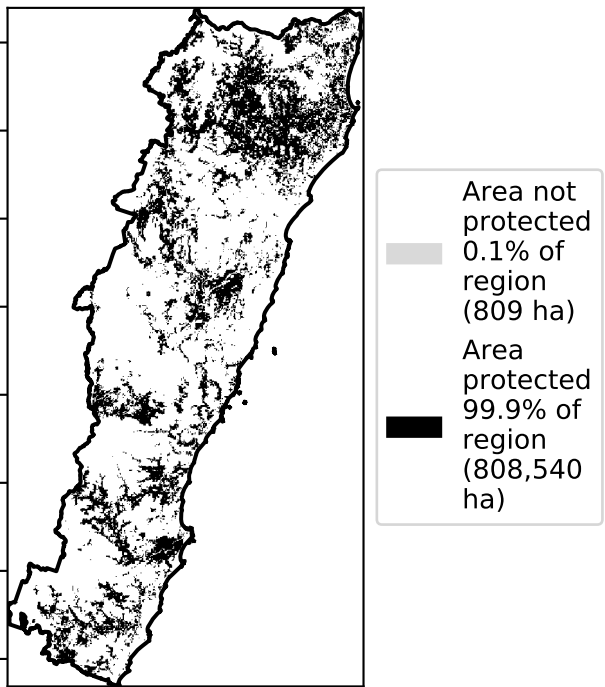 Area not
protected
0.1% of
region
(809 ha)
Area
protected
99.9% of
region
(808,540
ha)